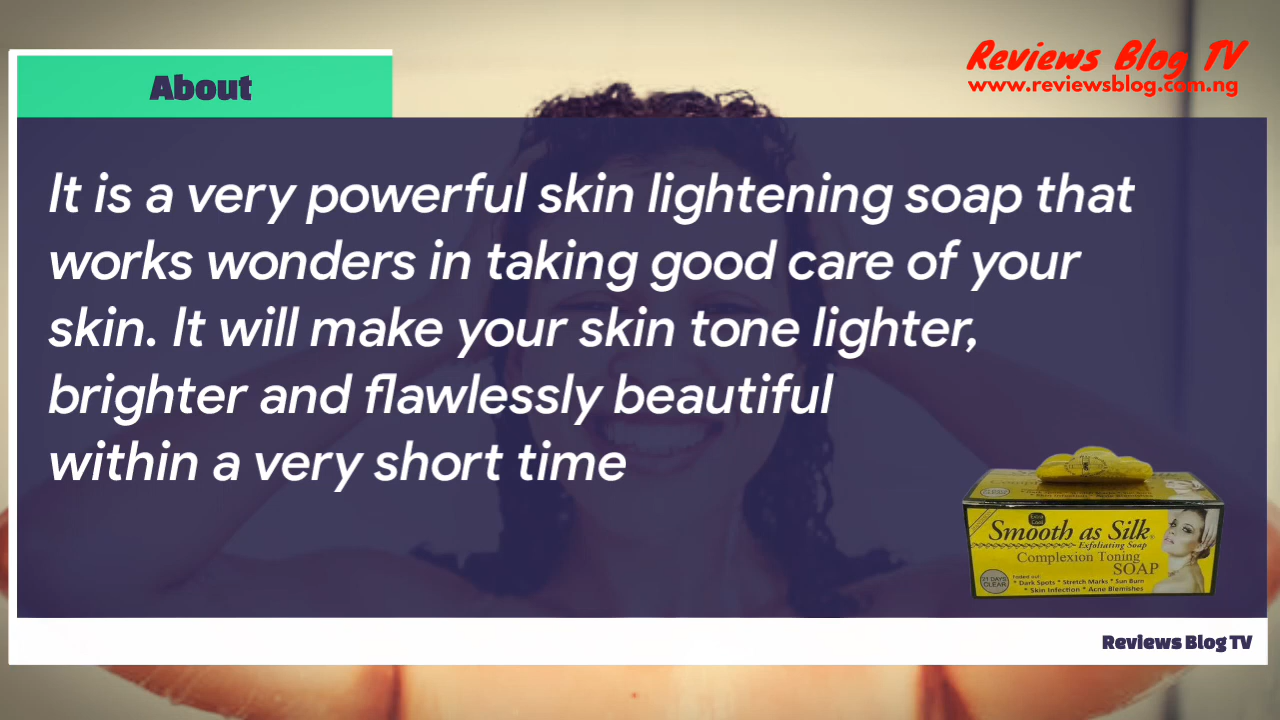 Reviews Blog TV
www.reviewsblog.com.ng
About
It is a very powerful skin lightening soap that
works wonders in taking good care of your
skin. It will make your skin tone lighter,
brighter and flawlessly beautiful
within a very short time
Smooth as Silk
Exfoliating Soap
Complexion Toning
SOAP
21 DAYS
CLEAR
* Dark Spots * Stretch Marks * Sun Burn
* Skin Infection * Acne Blemishes
Reviews Blog TV